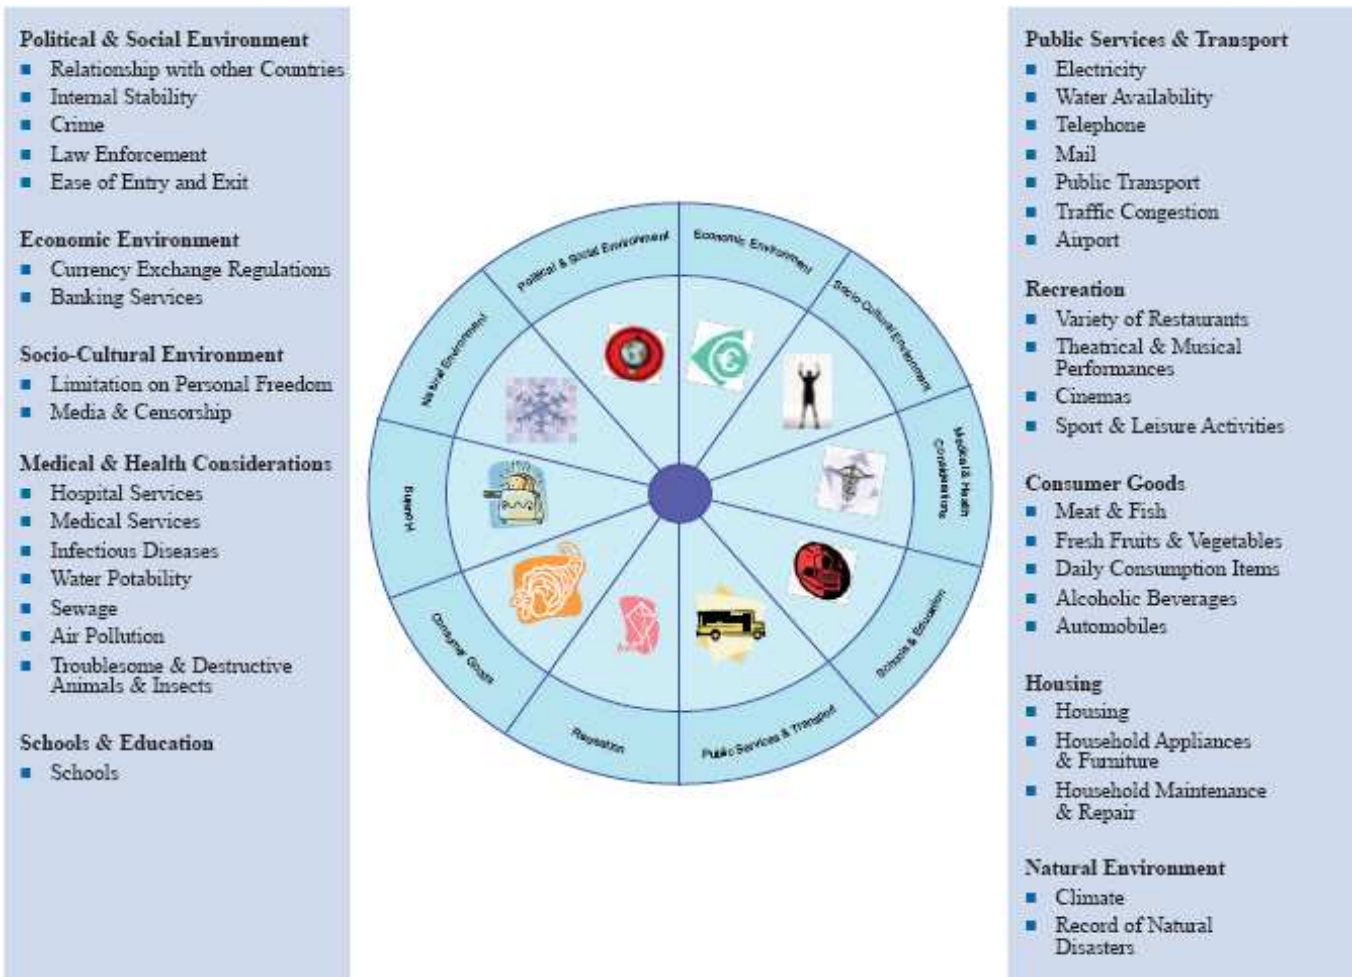 Political & Social Environment
Relationship with other Countries
Internal Stability
Crime
Law Enforcement
Ease of Entry and Exit
Economic Environment
Currency Exchange Regulations
Banking Services
Socio-Cultural Environment
Limitation on Personal Freedom
Media & Censorship
Medical & Health Considerations
Hospital Services
Medical Services
Infectious Diseases
Water Potability
Sewage
Air Pollution
Troublesome & Destructive
Animals & Insects
Schools & Education
Schools
Political & Social Environment
Economic Environment
Socio-Cultural Environment
Medical & Health
Considerations
Schools & Education
Public Services & Transport
Recreation
Consumer Goods
Housing
Natural Environment
€
Public Services & Transport
Electricity
Water Availability
Telephone
Mail
Public Transport
Traffic Congestion
Airport
Recreation
Variety of Restaurants
Theatrical & Musical
Performances
Cinemas
Sport & Leisure Activities
Consumer Goods
Meat & Fish
Fresh Fruits & Vegetables
Daily Consumption Items
Alcoholic Beverages
Automobiles
Housing
Housing
Household Appliances
& Furniture
Household Maintenance
& Repair
Natural Environment
Climate
Record of Natural
Disasters